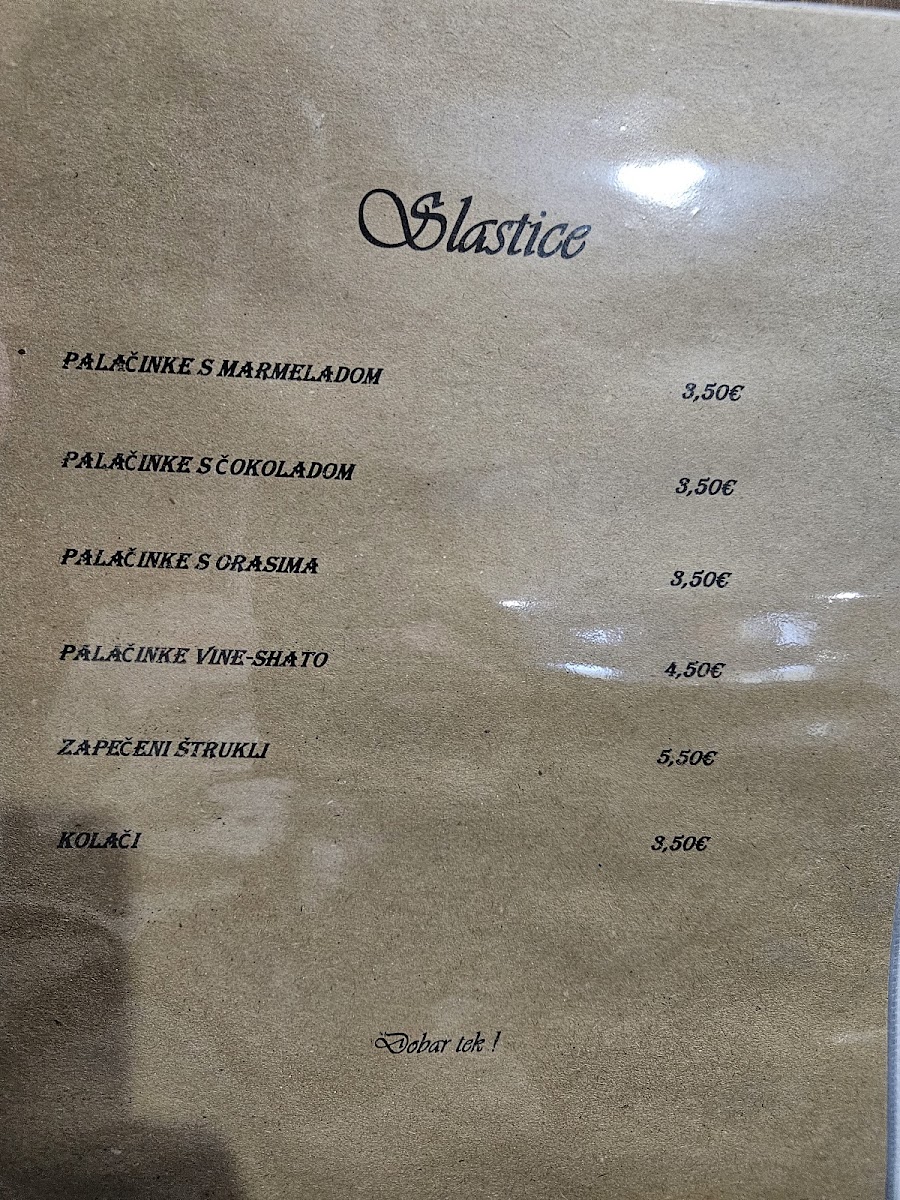 Slastice
PALAČINKE S MARMELADOM 3,50€
PALAČINKE S ČOKOLADOM 3,50€
PALAČINKE S ORASIMA 3,50€
PALAČINKE VINE-SHATO 4,50€
ZAPEČENI ŠTRUKLI 5,50€
KOLAČI 3,50€
Dobar tek !